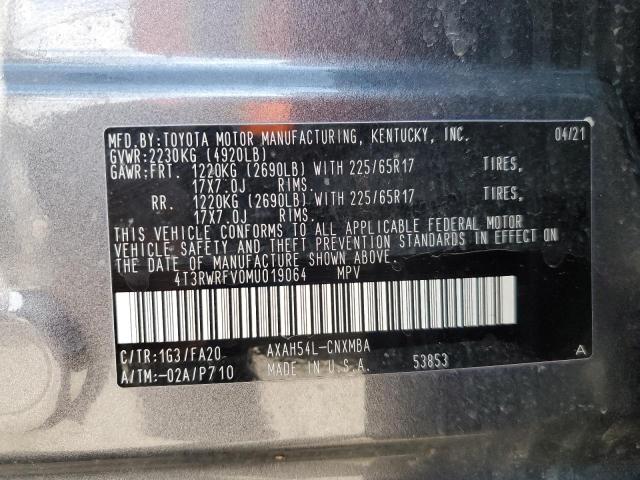 MFD.BY:TOYOTA MOTOR MANUFACTURING, KENTUCKY, INC. 04/21
GVWR:2230KG (4920LB)
GAWR:FRT. 1220KG (2690LB) WITH 225/65R17 TIRES,
17X7.0J RIMS.
RR. 1220KG (2690LB) WITH 225/65R17 TIRES,
17X7.0J RIMS.
THIS VEHICLE CONFORMS TO ALL APPLICABLE FEDERAL MOTOR
VEHICLE SAFETY AND THEFT PREVENTION STANDARDS IN EFFECT ON
THE DATE OF MANUFACTURE SHOWN ABOVE.
4T3RWRFV0MU019064 MPV
C/TR:1G3/FA20 AXAH54L-CNXMBA
A/TM:-02A/P710 MADE IN U.S.A. 53853 A